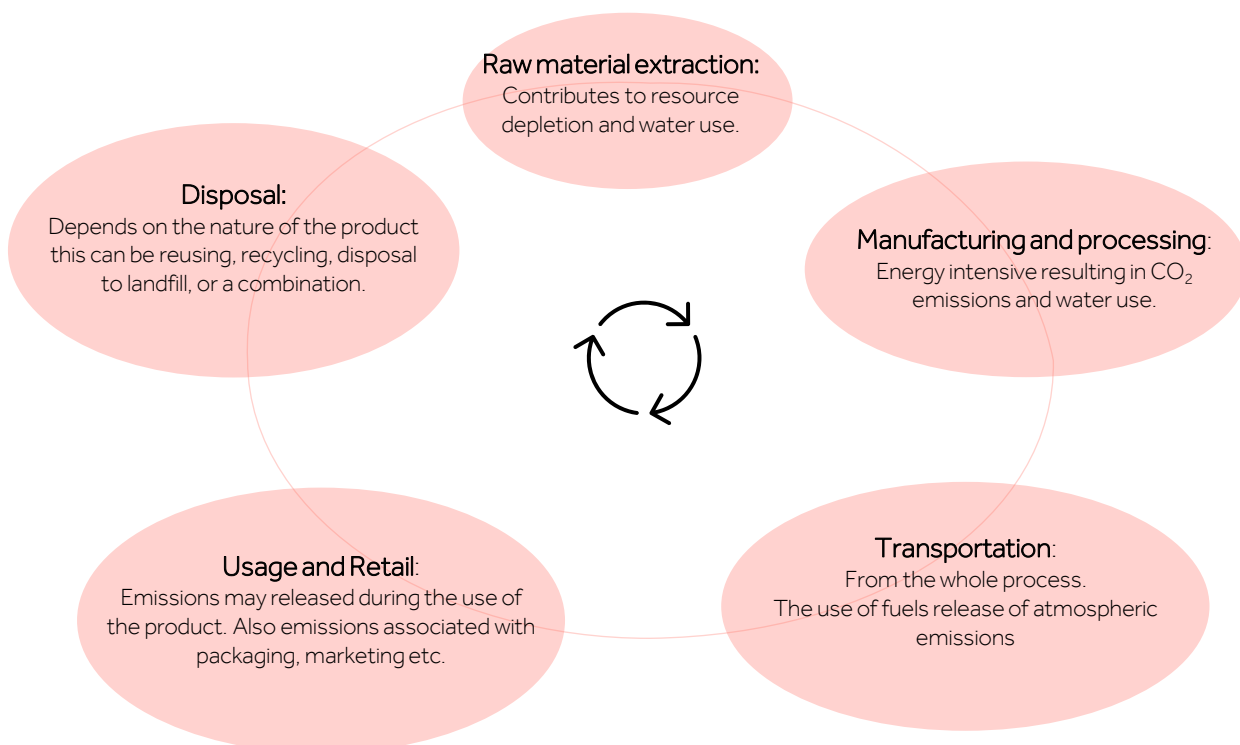 Raw material extraction:
Contributes to resource
depletion and water use.
Manufacturing and processing:
Energy intensive resulting in CO₂
emissions and water use.
Transportation:
From the whole process.
The use of fuels release of atmospheric
emissions
Usage and Retail:
Emissions may released during the use of
the product. Also emissions associated with
packaging, marketing etc.
Disposal:
Depends on the nature of the product
this can be reusing, recycling, disposal
to landfill, or a combination.